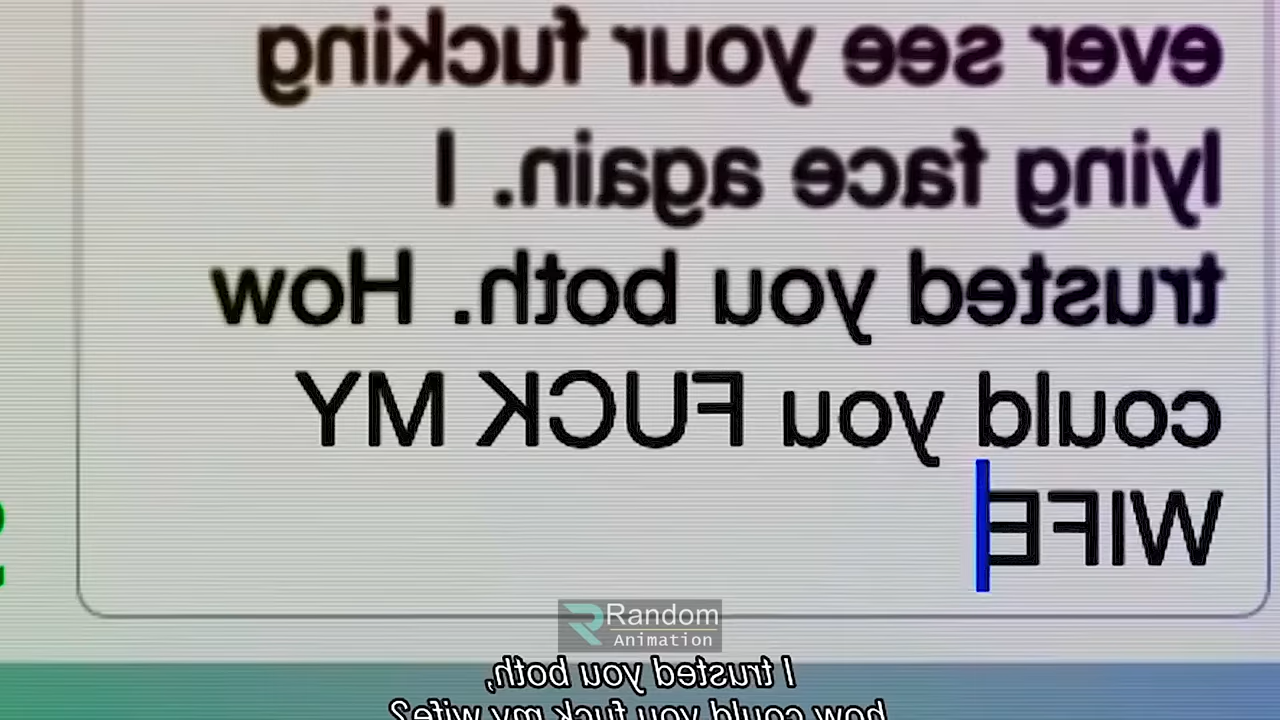 ever see your fucking
lying face again. I
trusted you both. How
could you FUCK MY
WIFE
Random
Animation
I trusted you both,
how could you fuck my wife?